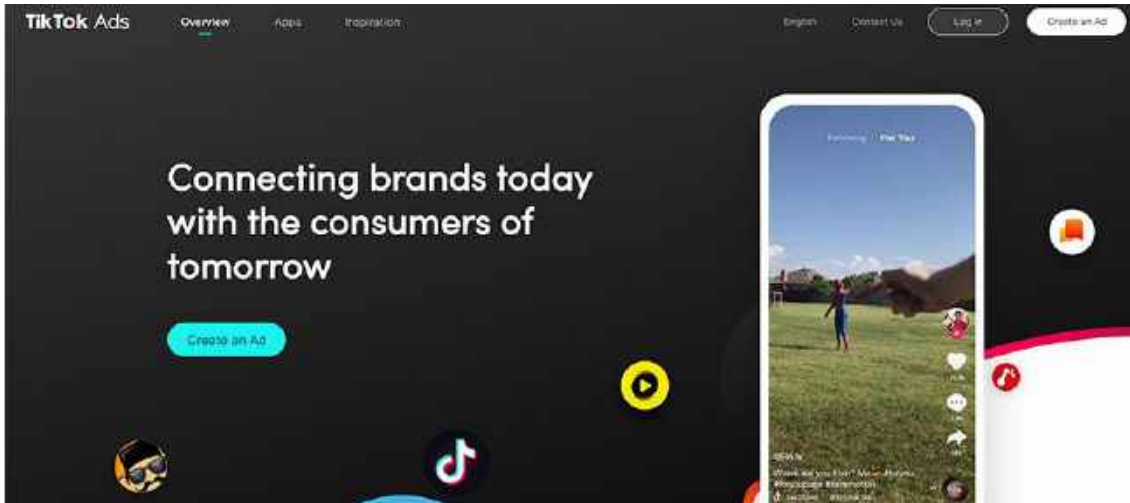 TikTok Ads
Overview
Apps
Inspiration
English
Contact Us
Log in
Create an Ad
Connecting brands today
with the consumers of
tomorrow
Create an Ad
Following
For You